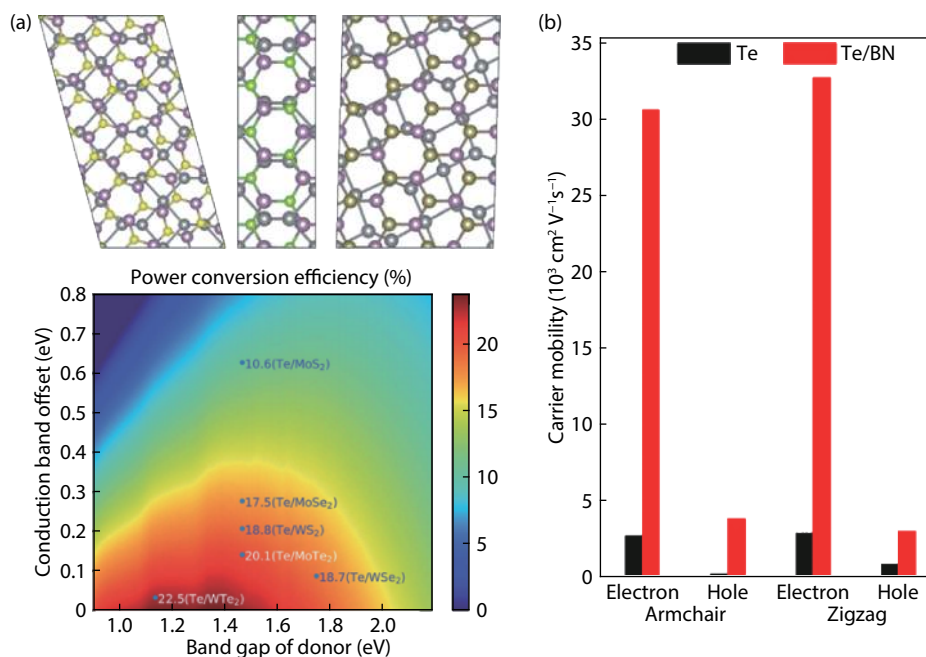 (a)
Power conversion efficiency (%)
Conduction band offset (eV)
0.8
0.7
0.6
0.5
0.4
0.3
0.2
0.1
0
10.6(Te/MoS₂)
17.5(Te/MoSe₂)
18.8(Te/WS₂)
20.1(Te/MoTe₂)
18.7(Te/WSe₂)
22.5(Te/WTe₂)
1.0 1.2 1.4 1.6 1.8 2.0
Band gap of donor (eV)
20
15
10
5
0
(b)
Te Te/BN
Carrier mobility (10³ cm² V⁻¹s⁻¹)
35
30
25
20
15
10
5
0
Electron Hole Electron Hole
Armchair Zigzag